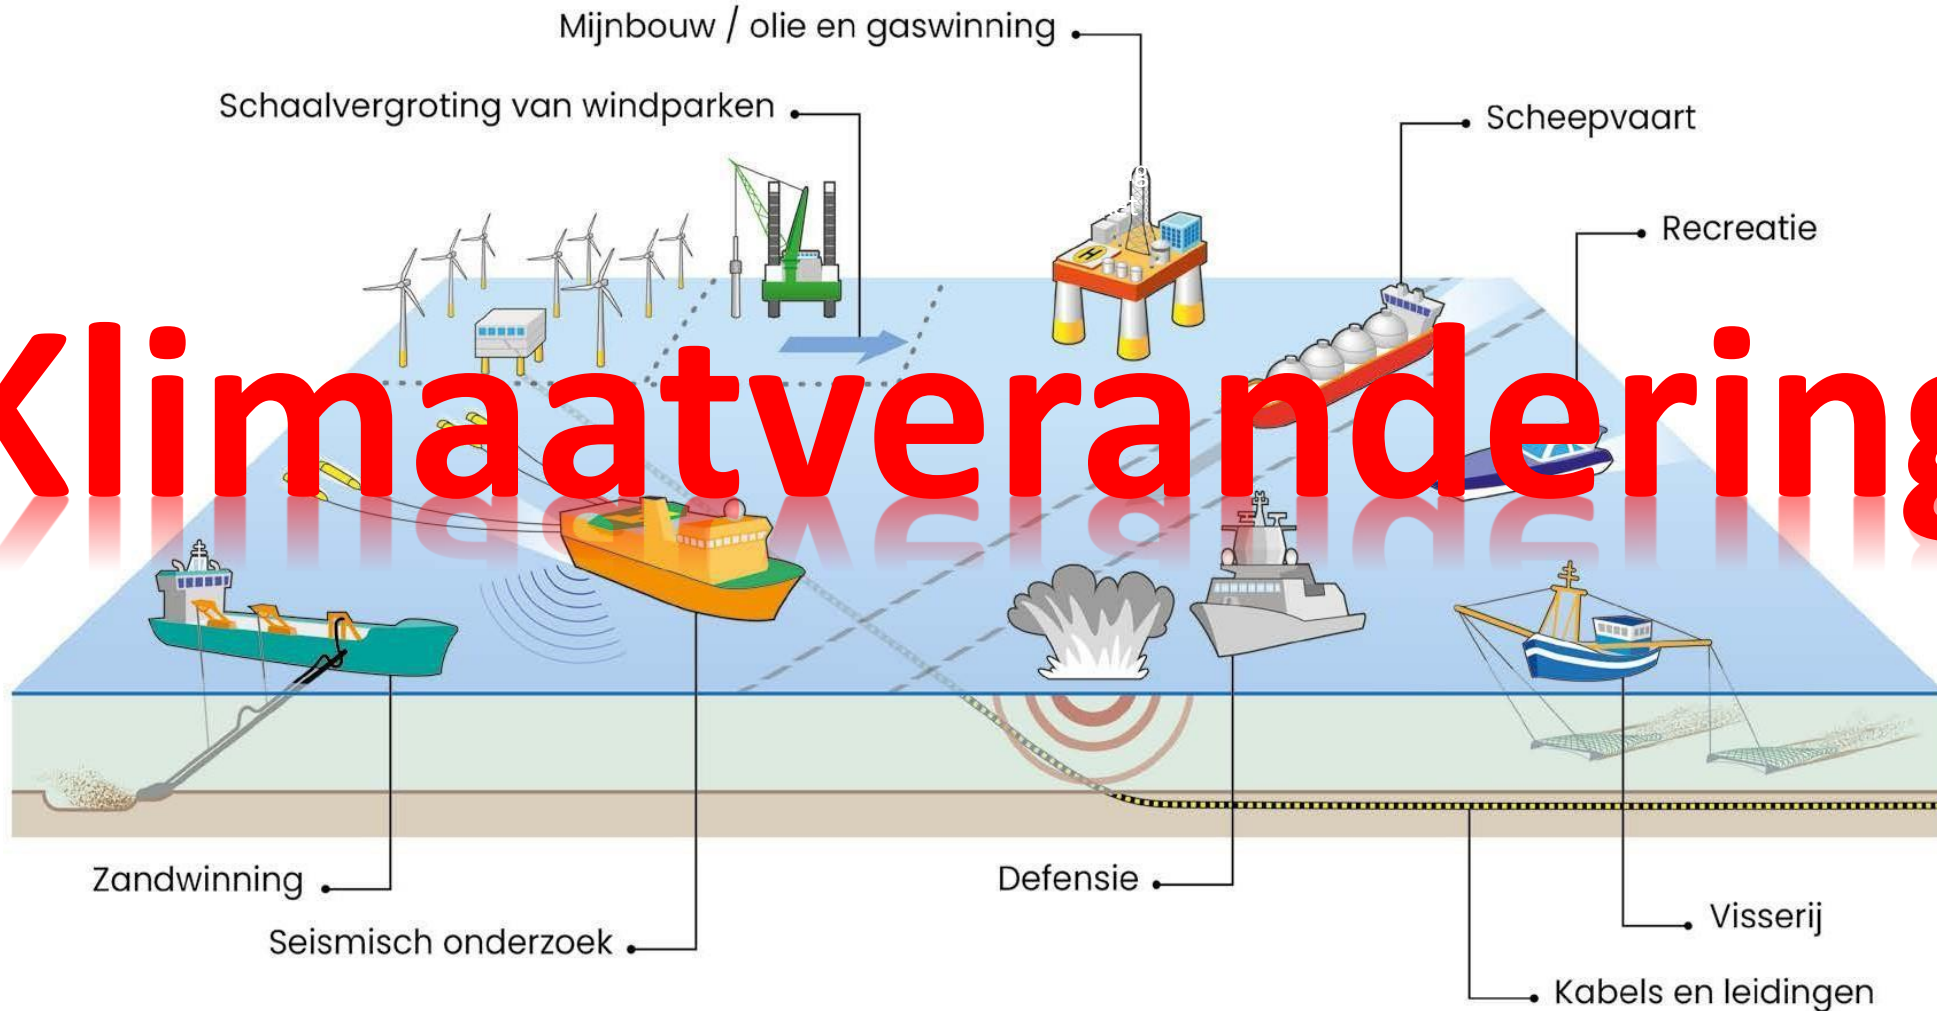 Mijnbouw / olie en gaswinning
Schaalvergroting van windparken
Scheepvaart
Recreatie
Klimaatverandering
Zandwinning
Defensie
Visserij
Seismisch onderzoek
Kabels en leidingen
H